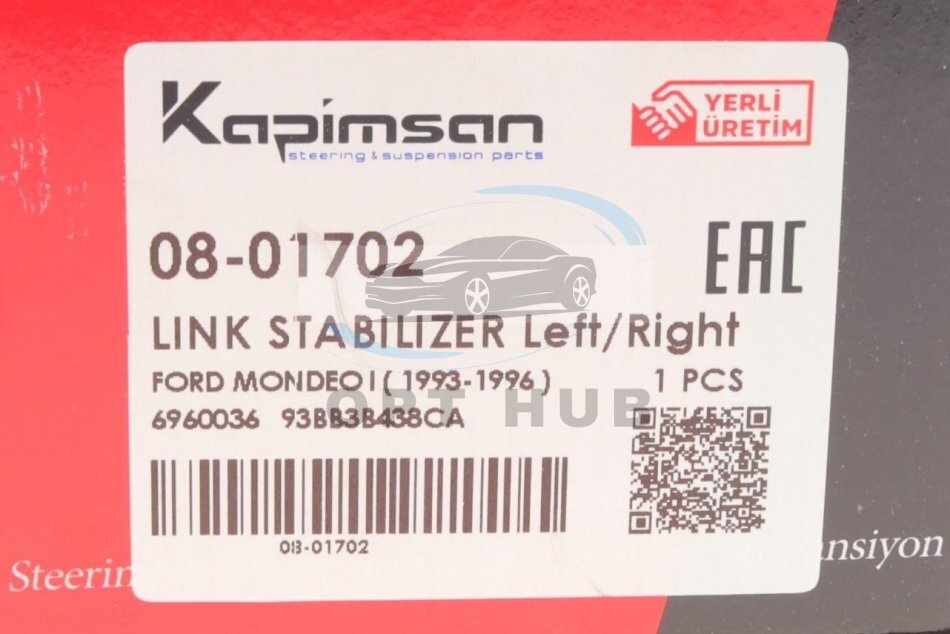 Kapimsan
steering & suspension parts
YERLİ
ÜRETİM
08-01702
EAC
LINK STABILIZER Left/Right
FORD MONDEO I ( 1993-1996 )
1 PCS
OPT HUB
6960036 93BB3B438CA
08-01702
Steerin
nsiyon